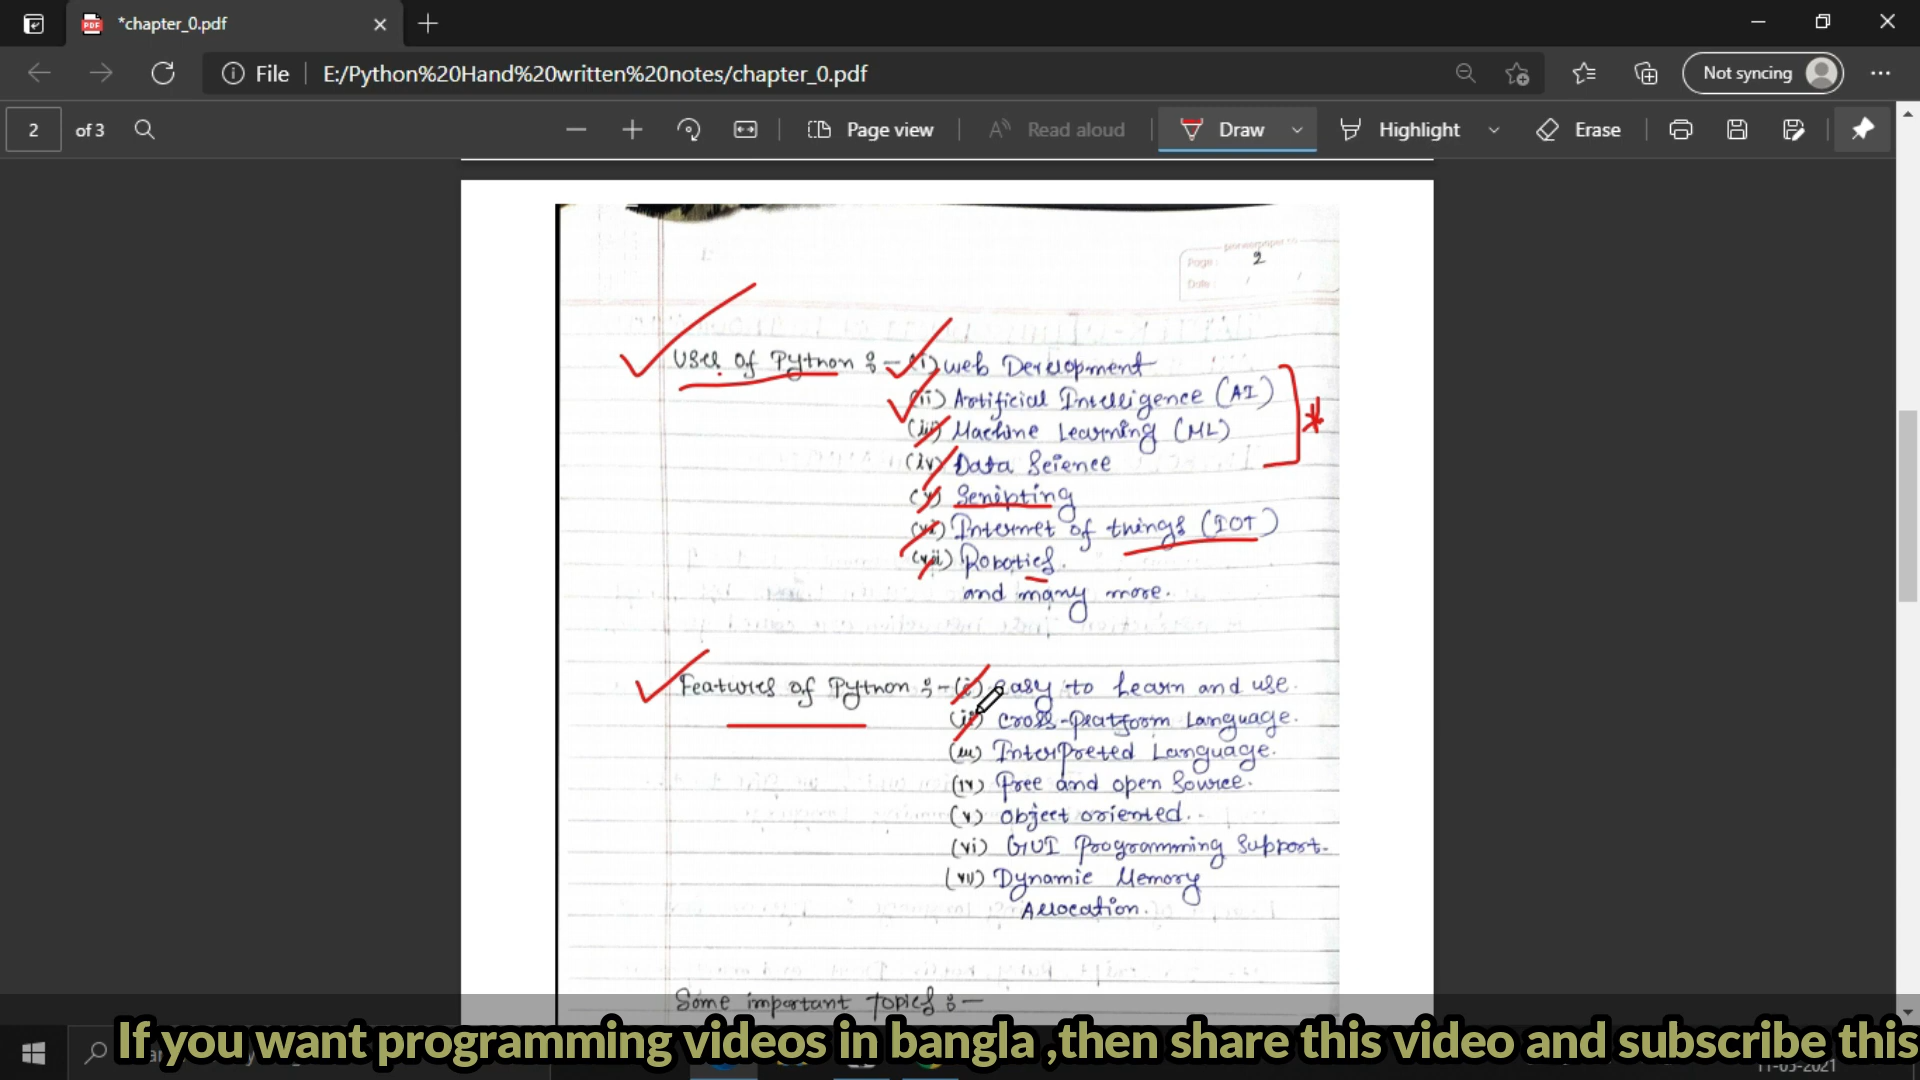 *chapter_0.pdf
File
E:/Python%20Hand%20written%20notes/chapter_0.pdf
Not syncing
2 of 3
Page view
Read aloud
Draw
Highlight
Erase
Page: 2
Date: / /
Uses of Python :- (i) Web Development
(ii) Artificial Intelligence (AI)
(iii) Machine Learning (ML)
(iv) Data Science
(v) Scripting
(vi) Internet of things (IOT)
(vii) Robotics.
and many more.
Features of Python :- (i) easy to Learn and use.
(ii) Cross-platform Language.
(iii) Interpreted Language.
(iv) Free and open Source.
(v) Object oriented.
(vi) GUI Programming Support.
(vii) Dynamic Memory
Allocation.
Some important topics :-
If you want programming videos in bangla ,then share this video and subscribe this
11-05-2021